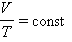 V/T = const